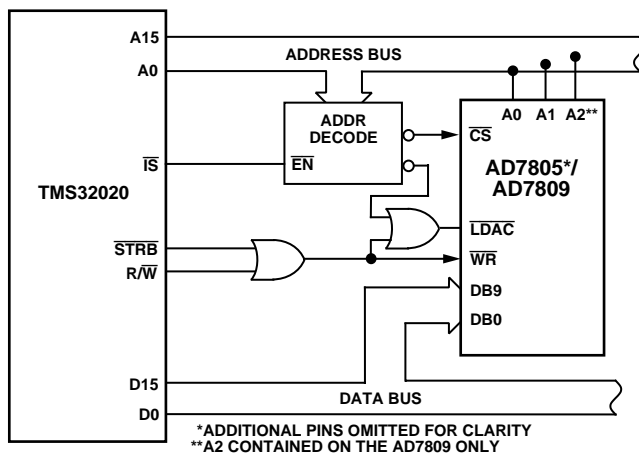 A15
ADDRESS BUS
A0
A0 A1 A2**
ADDR
DECODE
CS
IS
EN
AD7805*/
AD7809
TMS32020
LDAC
STRB
WR
R/W
DB9
DB0
D15
DATA BUS
D0
*ADDITIONAL PINS OMITTED FOR CLARITY
**A2 CONTAINED ON THE AD7809 ONLY